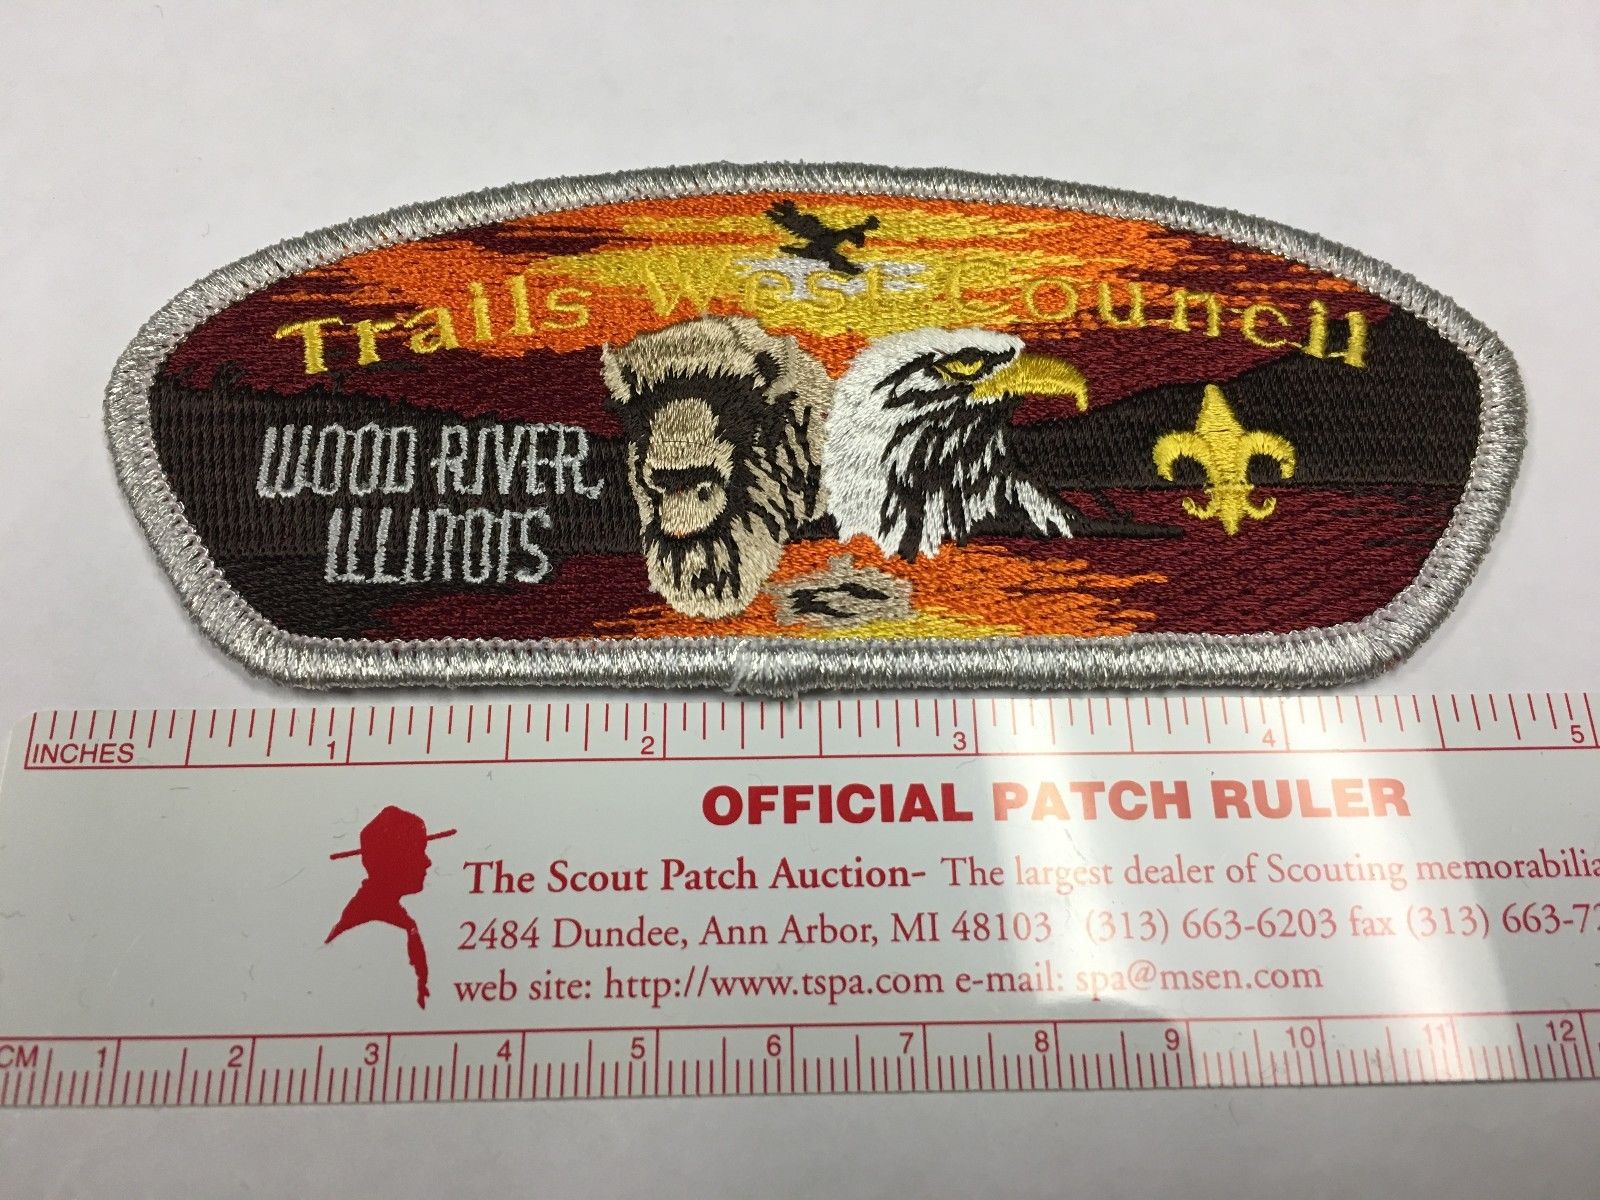 Trails West Council
WOOD RIVER
ILLINOIS
INCHES 1 2 3 4 5
OFFICIAL PATCH RULER
The Scout Patch Auction- The largest dealer of Scouting memorabilia
2484 Dundee, Ann Arbor, MI 48103 (313) 663-6203 fax (313) 663-7
web site: http://www.tspa.com e-mail: spa@msen.com
CM 1 2 3 4 5 6 7 8 9 10 11 12